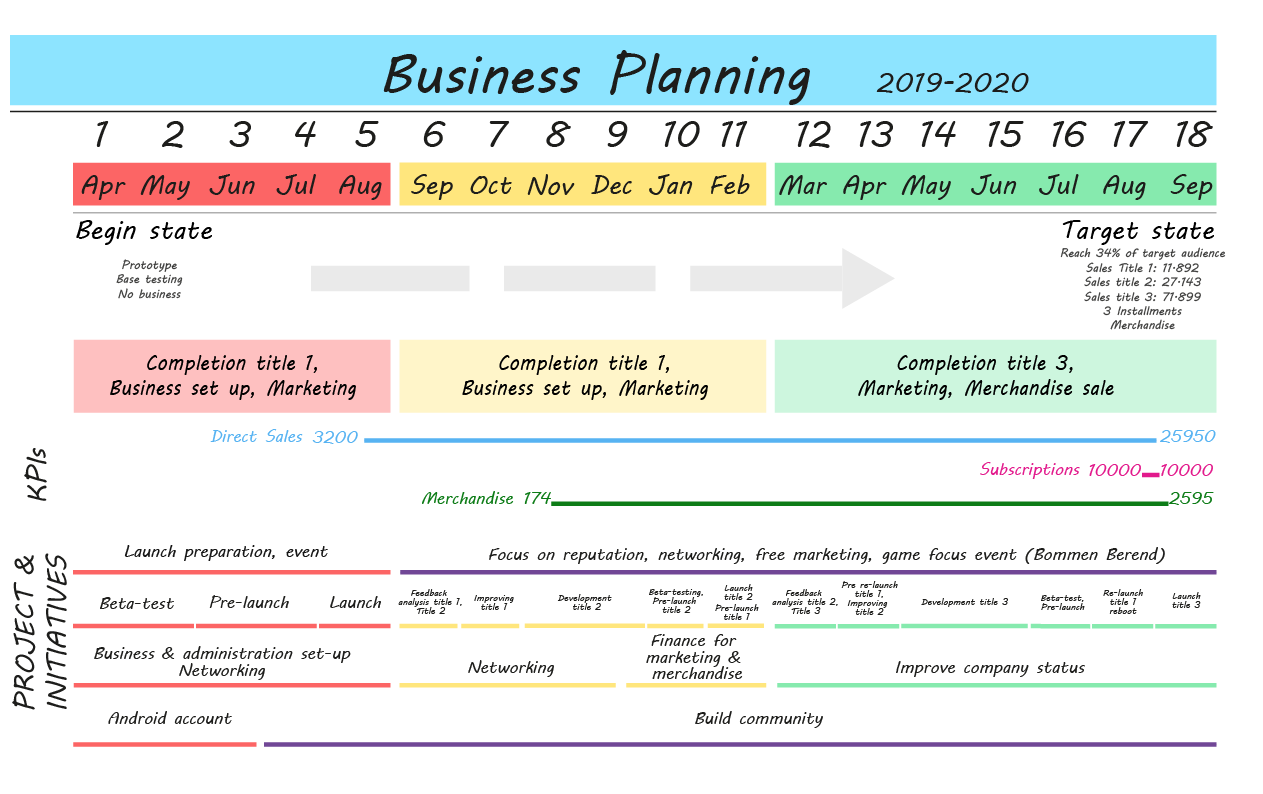 Business Planning 2019-2020
1 2 3 4 5 6 7 8 9 10 11 12 13 14 15 16 17 18
Apr May Jun Jul Aug Sep Oct Nov Dec Jan Feb Mar Apr May Jun Jul Aug Sep
Begin state
Prototype
Base testing
No business
Target state
Reach 34% of target audience
Sales Title 1: 11.892
Sales title 2: 27.143
Sales title 3: 71.899
3 Installments
Merchandise
Completion title 1,
Business set up, Marketing
Completion title 1,
Business set up, Marketing
Completion title 3,
Marketing, Merchandise sale
KPIs
Direct Sales 3200 25950
Subscriptions 10000 10000
Merchandise 174 2595
PROJECT &
INITIATIVES
Launch preparation, event
Focus on reputation, networking, free marketing, game focus event (Bommen Berend)
Beta-test
Pre-launch
Launch
Feedback
analysis title 1,
Title 2
Improving
title 1
Development
title 2
Beta-testing,
Pre-launch
title 2
Launch
title 2
Pre-launch
title 1
Feedback
analysis title 2,
Title 3
Pre re-launch
title 1,
Improving
title 2
Development title 3
Beta-test,
Pre-launch
Re-launch
title 1
reboot
Launch
title 3
Business & administration set-up
Networking
Networking
Finance for
marketing &
merchandise
Improve company status
Android account
Build community